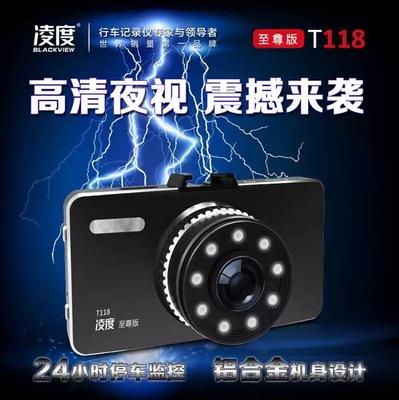 凌度
BLACKVIEW
行车记录仪专家与领导者
世界销量第一品牌
至尊版 T118
高清夜视 震撼来袭
T118
凌度 至尊版
24小时停车监控 铝合金机身设计